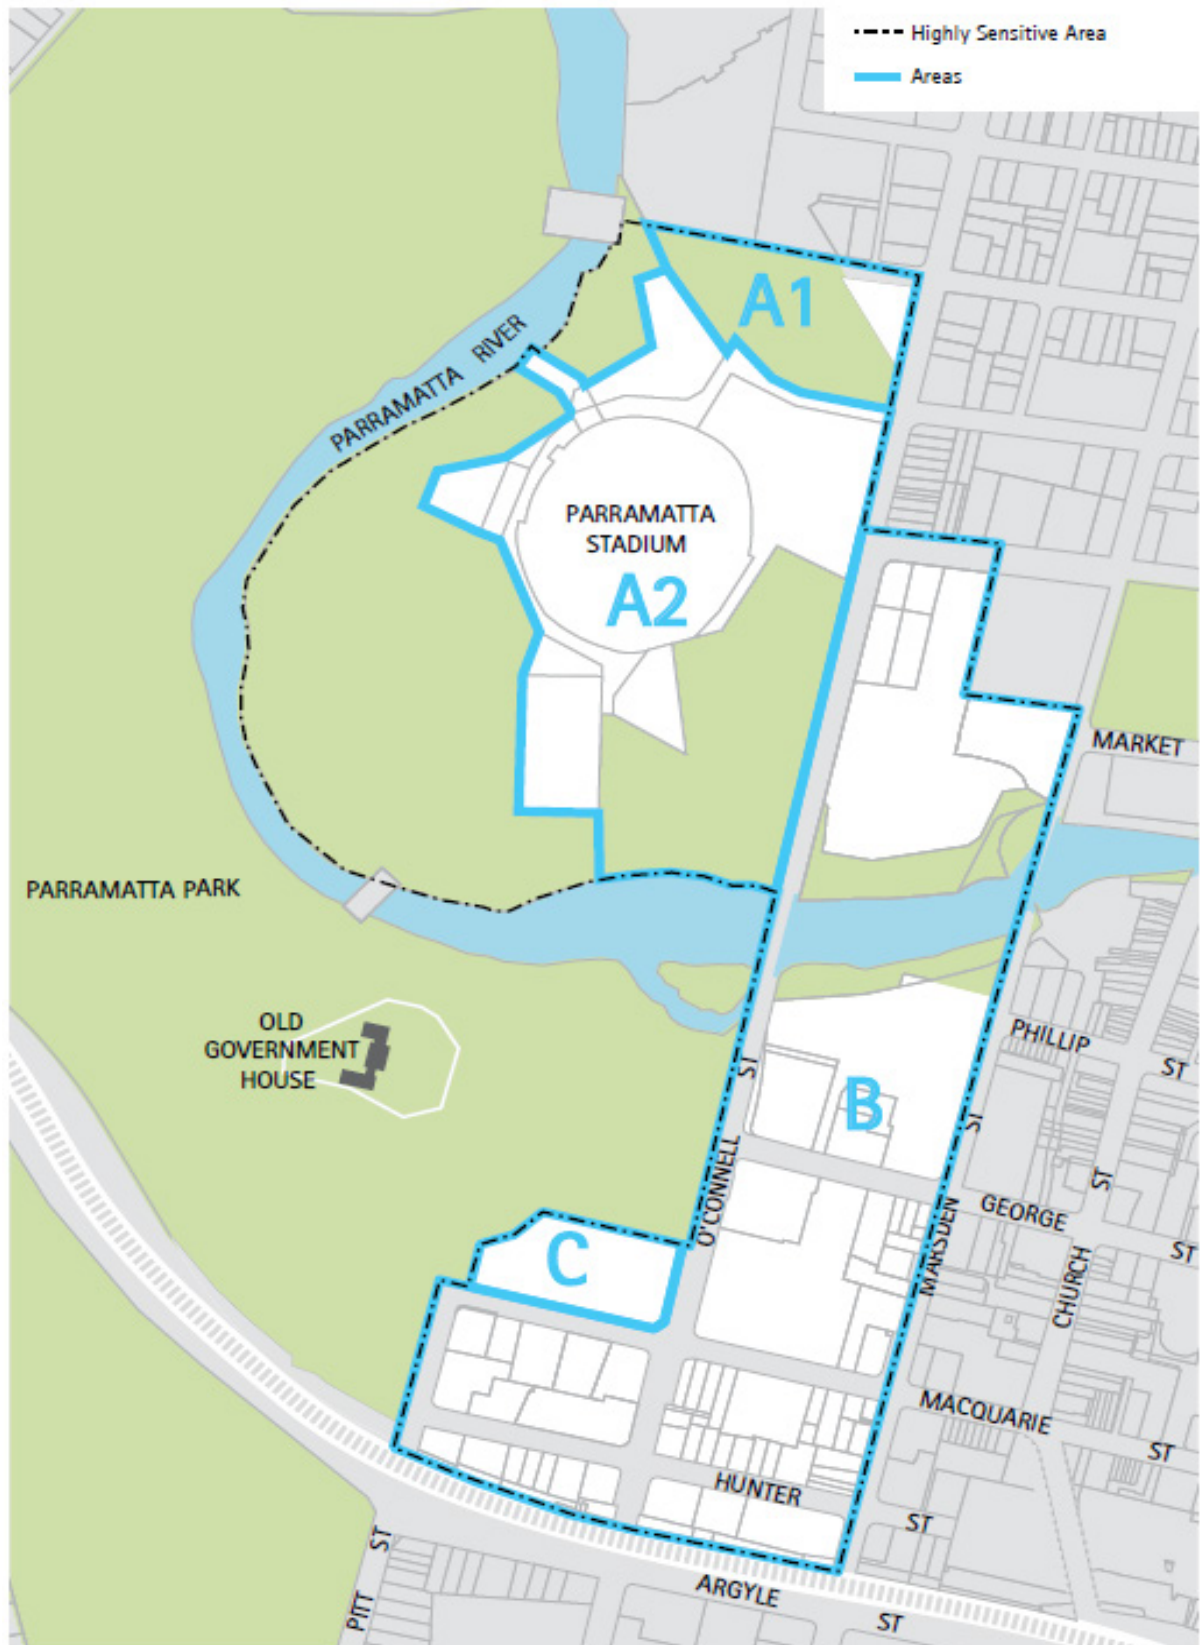 Highly Sensitive Area
Areas
A1
PARRAMATTA RIVER
PARRAMATTA
STADIUM
A2
MARKET
PARRAMATTA PARK
OLD
GOVERNMENT
HOUSE
PHILLIP
ST
ST
B
ST
ST
O'CONNELL
MARSDEN
GEORGE
ST
CHURCH
C
MACQUARIE
ST
HUNTER
ST
PITT
ST
ARGYLE
ST